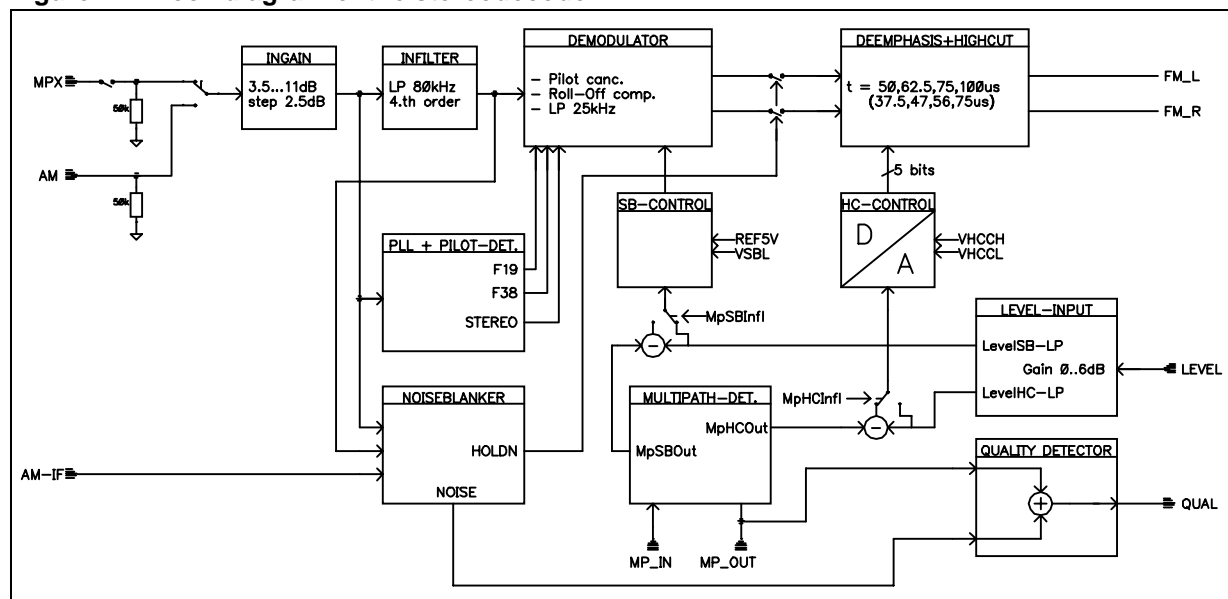 INGAIN
3.5...11dB
step 2.5dB
INFILTER
LP 80kHz
4.th order
DEMODULATOR
– Pilot canc.
– Roll-Off comp.
– LP 25kHz
DEEMPHASIS+HIGHCUT
t = 50,62.5,75,100us
(37.5,47,56,75us)
MPX
50k
AM
50k
FM_L
FM_R
5 bits
SB-CONTROL
REF5V
VSBL
HC-CONTROL
D
A
VHCCH
VHCCL
PLL + PILOT-DET.
F19
F38
STEREO
MpSBInfl
LEVEL-INPUT
LevelSB-LP
Gain 0..6dB
LevelHC-LP
LEVEL
NOISEBLANKER
HOLDN
NOISE
AM-IF
MULTIPATH-DET.
MpHCOut
MpSBOut
MpHCInfl
MP_IN
MP_OUT
QUALITY DETECTOR
QUAL